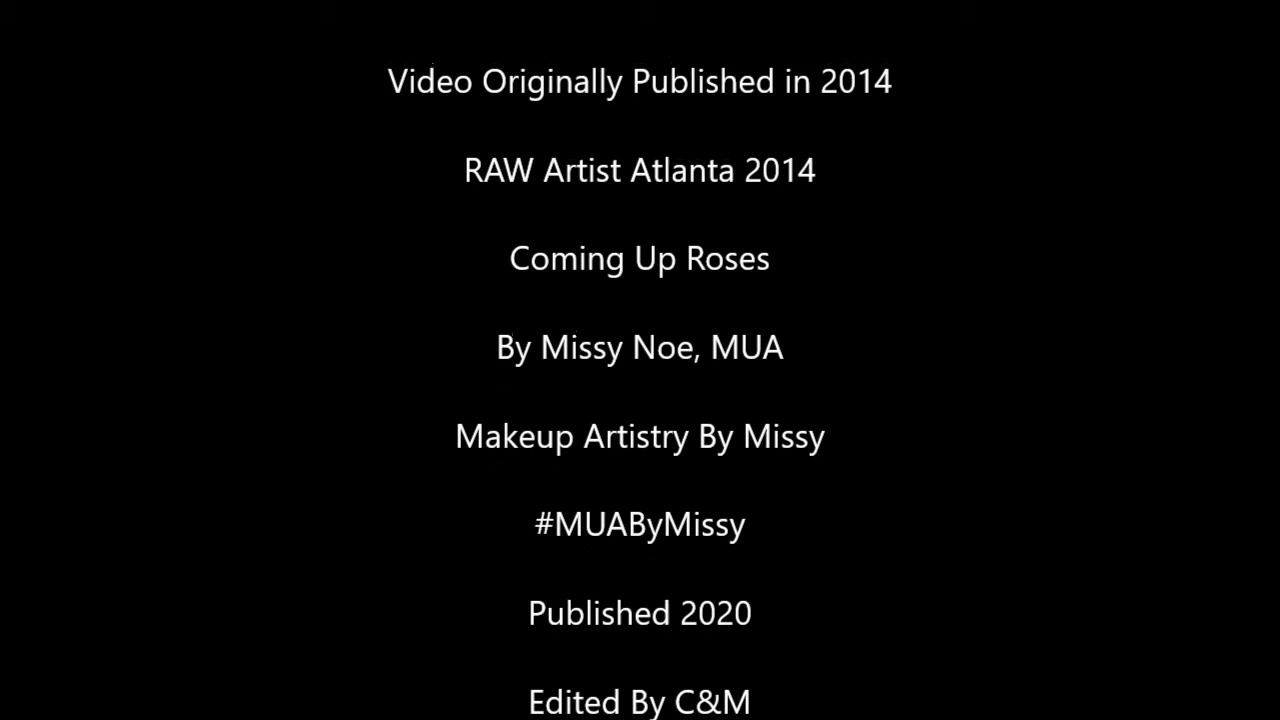 Video Originally Published in 2014
RAW Artist Atlanta 2014
Coming Up Roses
By Missy Noe, MUA
Makeup Artistry By Missy
#MUAByMissy
Published 2020
Edited By C&M